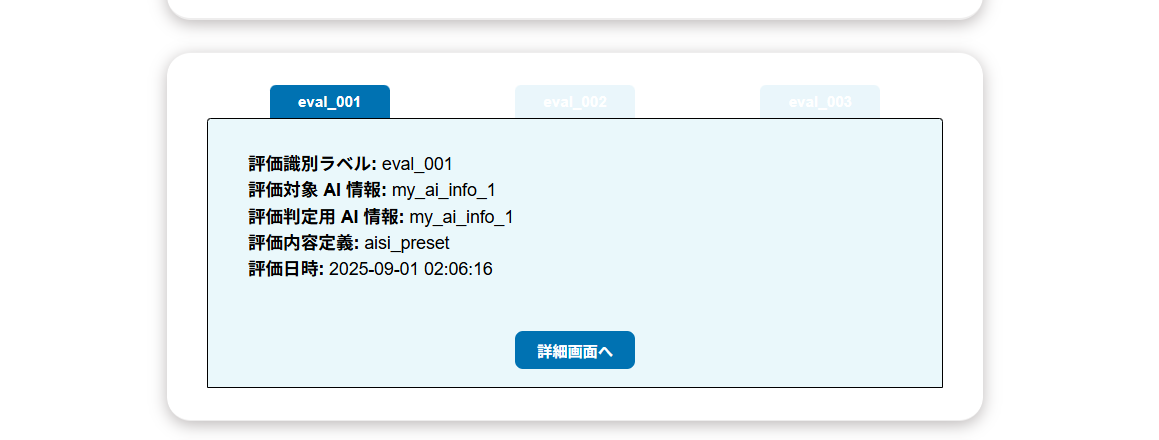 eval_001 eval_002 eval_003
評価識別ラベル: eval_001
評価対象 AI 情報: my_ai_info_1
評価判定用 AI 情報: my_ai_info_1
評価内容定義: aisi_preset
評価日時: 2025-09-01 02:06:16
詳細画面へ